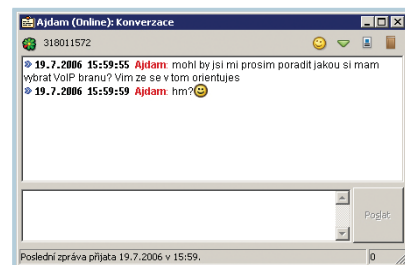 Ajdam (Online): Konverzace
318011572
19.7.2006 15:59:55 Ajdam: mohl by jsi mi prosim poradit jakou si mam
vybrat VoIP branu? Vim ze se v tom orientujes
19.7.2006 15:59:59 Ajdam: hm?
Poslat
Poslední zpráva přijata 19.7.2006 v 15:59.
0